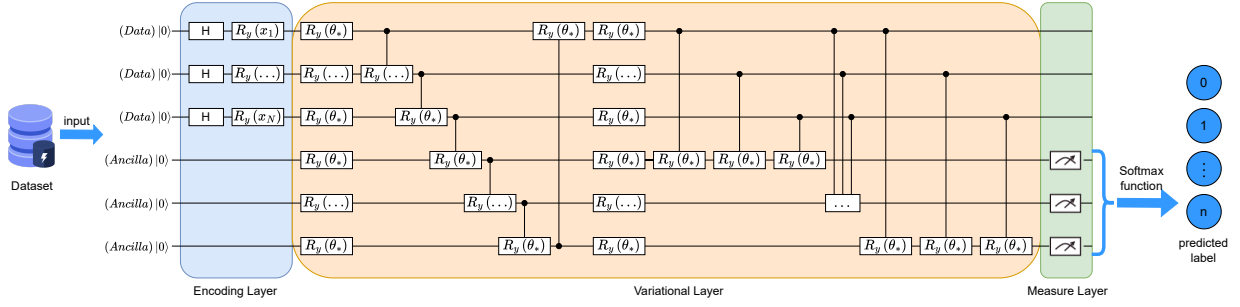 (Data) |0⟩ H R_y (x_1) R_y (θ_*) R_y (θ_*) R_y (θ_*)
(Data) |0⟩ H R_y (...) R_y (...) R_y (...) R_y (...)
(Data) |0⟩ H R_y (x_N) R_y (θ_*) R_y (θ_*) R_y (θ_*)
(Ancilla) |0⟩ R_y (θ_*) R_y (θ_*) R_y (θ_*) R_y (θ_*) R_y (θ_*) R_y (θ_*)
(Ancilla) |0⟩ R_y (...) R_y (...) R_y (...) ...
(Ancilla) |0⟩ R_y (θ_*) R_y (θ_*) R_y (θ_*) R_y (θ_*) R_y (θ_*) R_y (θ_*)
input
Dataset
Encoding Layer
Variational Layer
Measure Layer
Softmax
function
0
1
⋮
n
predicted
label